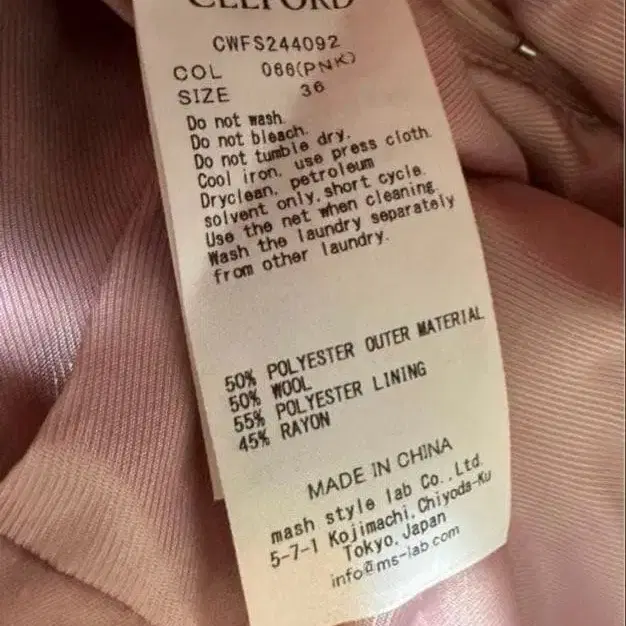 CELFORD
CWFS244092
COL 066(PNK)
SIZE 36
Do not wash.
Do not bleach.
Do not tumble dry.
Cool iron, use press cloth.
Dryclean, petroleum
solvent only,short cycle.
Use the net when cleaning.
Wash the laundry separately
from other laundry.
50% POLYESTER OUTER MATERIAL
50% WOOL
55% POLYESTER LINING
45% RAYON
MADE IN CHINA
mash style lab Co.,Ltd.
5-7-1 Kojimachi,Chiyoda-Ku
Tokyo,Japan
info@ms-lab.com